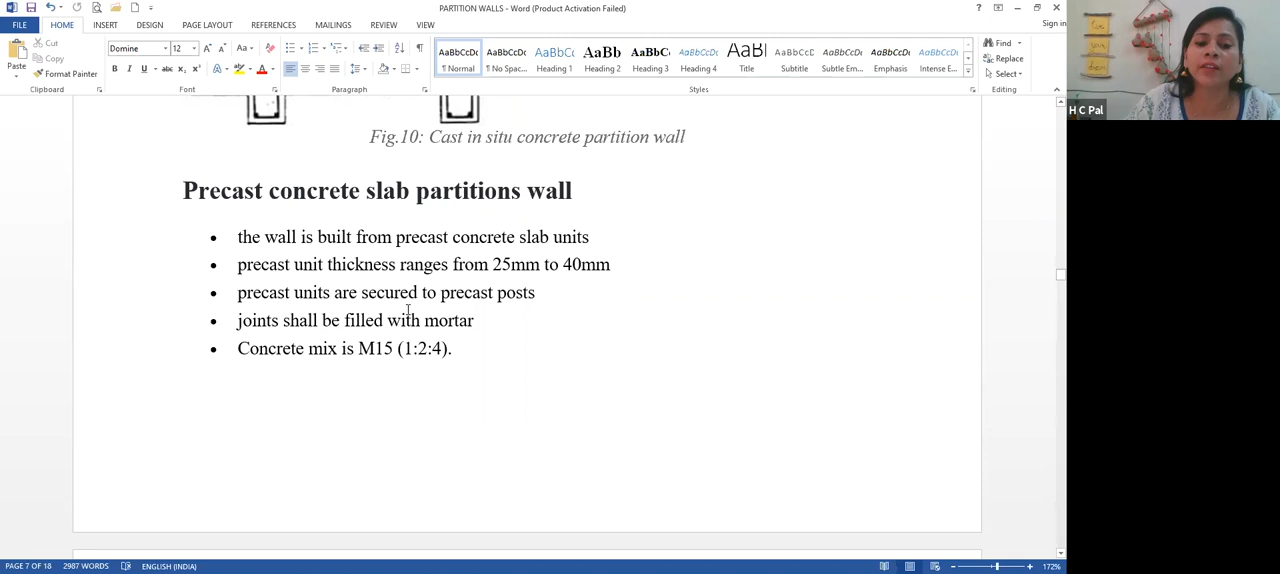 PARTITION WALLS - Word (Product Activation Failed)
FILE HOME INSERT DESIGN PAGE LAYOUT REFERENCES MAILINGS REVIEW VIEW Sign in
Cut
Copy
Format Painter
Paste
Clipboard
Domine 12
Font
Paragraph
AaBbCcDc AaBbCcDc AaBbCc AaBb AaBbCc AaBbCcD AaBl AaBbCcD AaBbCcDc AaBbCcDc AaBbCcDc
¶ Normal ¶ No Spac... Heading 1 Heading 2 Heading 3 Heading 4 Title Subtitle Subtle Em... Emphasis Intense E...
Styles
Find
Replace
Select
Editing
H C Pal
Fig.10: Cast in situ concrete partition wall
Precast concrete slab partitions wall
• the wall is built from precast concrete slab units
• precast unit thickness ranges from 25mm to 40mm
• precast units are secured to precast posts
• joints shall be filled with mortar
• Concrete mix is M15 (1:2:4).
PAGE 7 OF 18 2987 WORDS ENGLISH (INDIA) 172%